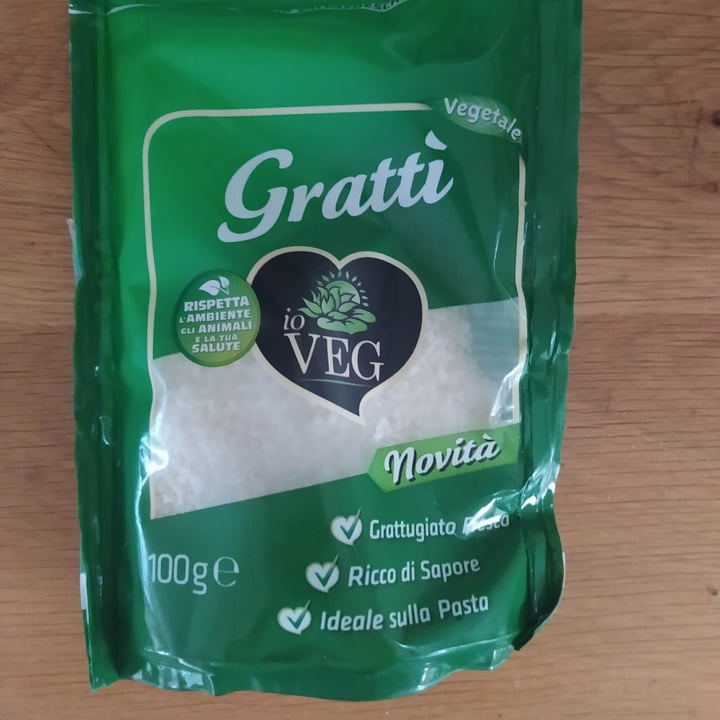 Vegetale
Grattì
RISPETTA
L'AMBIENTE,
GLI ANIMALI
E LA TUA
SALUTE
io
VEG
Novità
Grattugiato Fresco
100g e
Ricco di Sapore
Ideale sulla Pasta